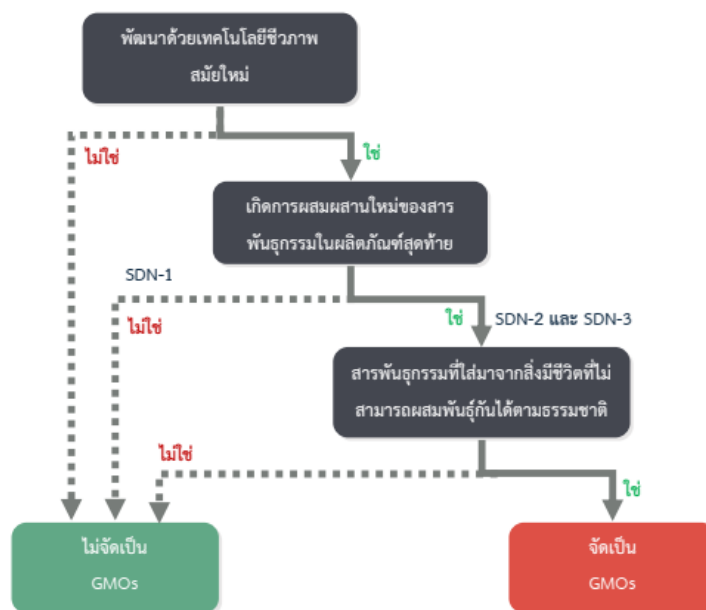 พัฒนาด้วยเทคโนโลยีชีวภาพ
สมัยใหม่
ไม่ใช่
ใช่
เกิดการผสมผสานใหม่ของสาร
พันธุกรรมในผลิตภัณฑ์สุดท้าย
SDN-1
ไม่ใช่
ใช่
SDN-2 และ SDN-3
สารพันธุกรรมที่ใส่มาจากสิ่งมีชีวิตที่ไม่
สามารถผสมพันธุ์กันได้ตามธรรมชาติ
ไม่ใช่
ใช่
ไม่จัดเป็น
GMOs
จัดเป็น
GMOs